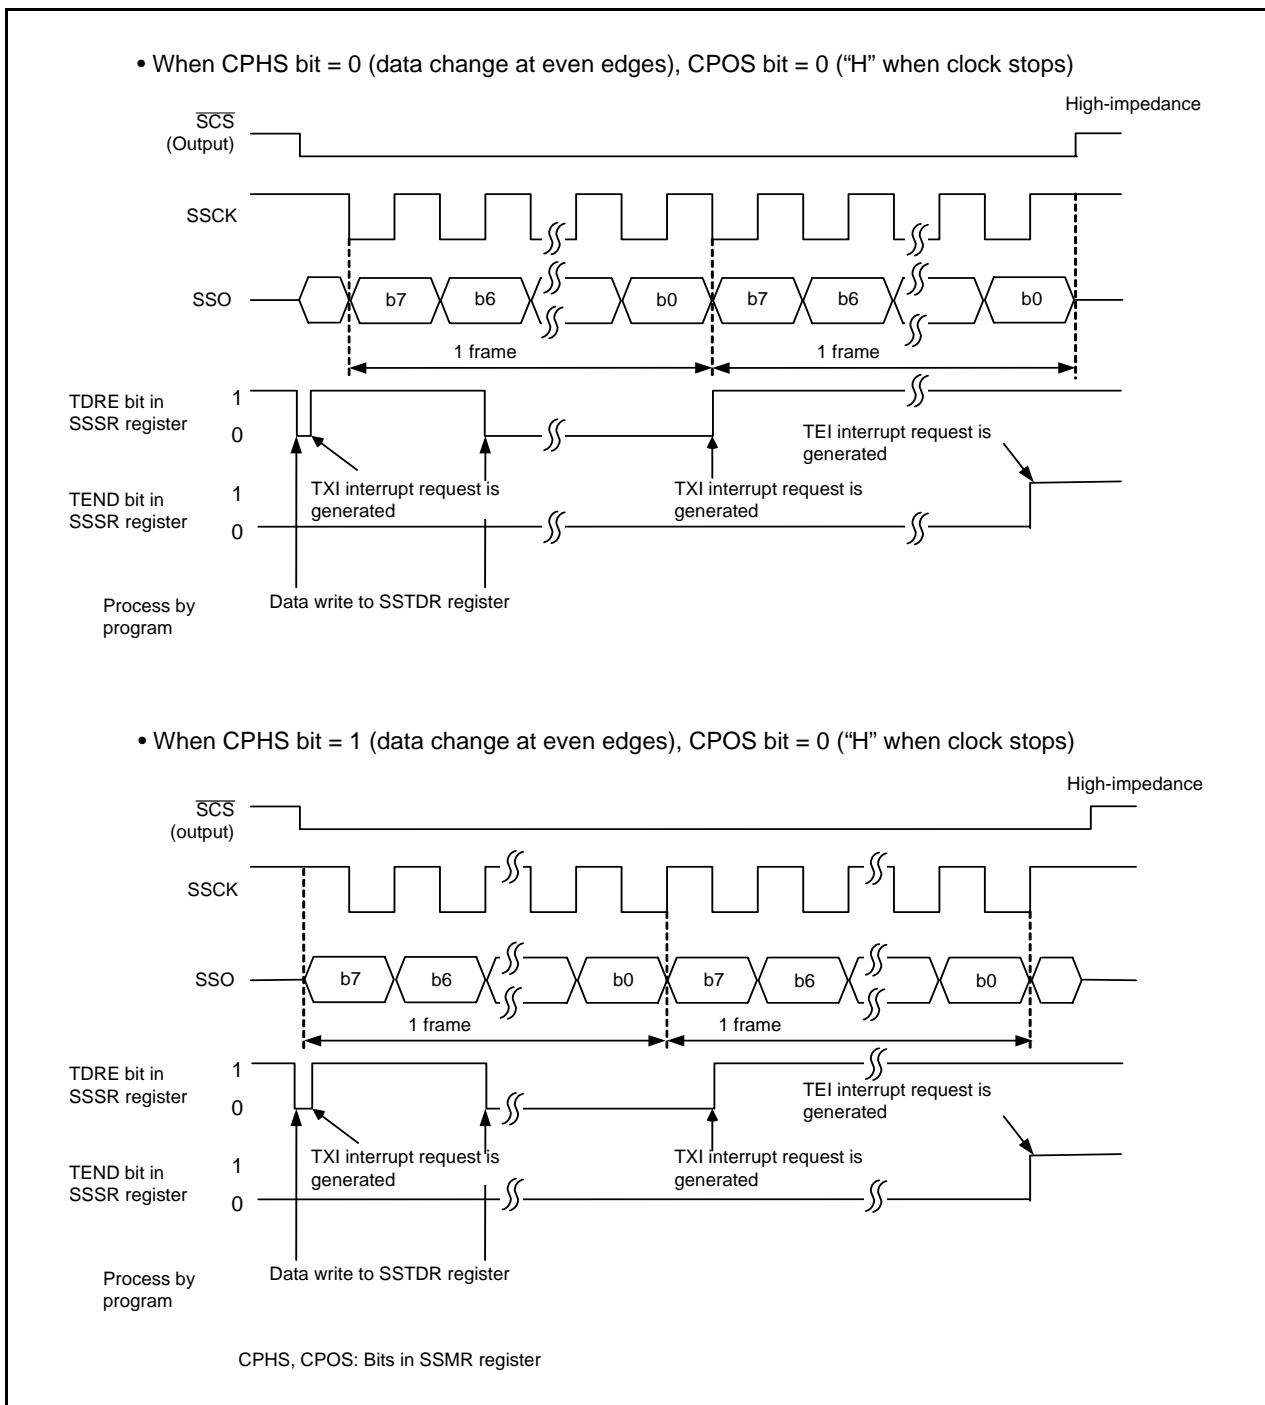 • When CPHS bit = 0 (data change at even edges), CPOS bit = 0 (“H” when clock stops)
High-impedance
SCS
(Output)
SSCK
SSO
b7
b6
b0
b7
b6
b0
1 frame
1 frame
TDRE bit in
SSSR register
1
0
TEI interrupt request is
generated
TXI interrupt request is
generated
TXI interrupt request is
generated
TEND bit in
SSSR register
1
0
Process by
program
Data write to SSTDR register
• When CPHS bit = 1 (data change at even edges), CPOS bit = 0 (“H” when clock stops)
High-impedance
SCS
(output)
SSCK
SSO
b7
b6
b0
b7
b6
b0
1 frame
1 frame
TDRE bit in
SSSR register
1
0
TEI interrupt request is
generated
TXI interrupt request is
generated
TXI interrupt request is
generated
TEND bit in
SSSR register
1
0
Process by
program
Data write to SSTDR register
CPHS, CPOS: Bits in SSMR register